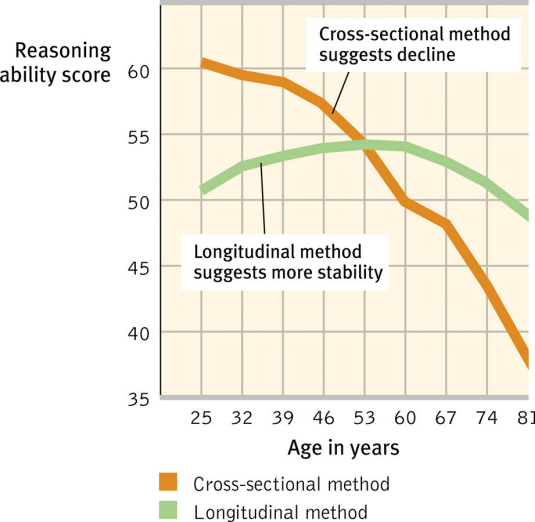 Cross-sectional method
suggests decline
Reasoning
ability score
60
55
50
45
40
35
Longitudinal method
suggests more stability
25 32 39 46 53 60 67 74 81
Age in years
Cross-sectional method
Longitudinal method